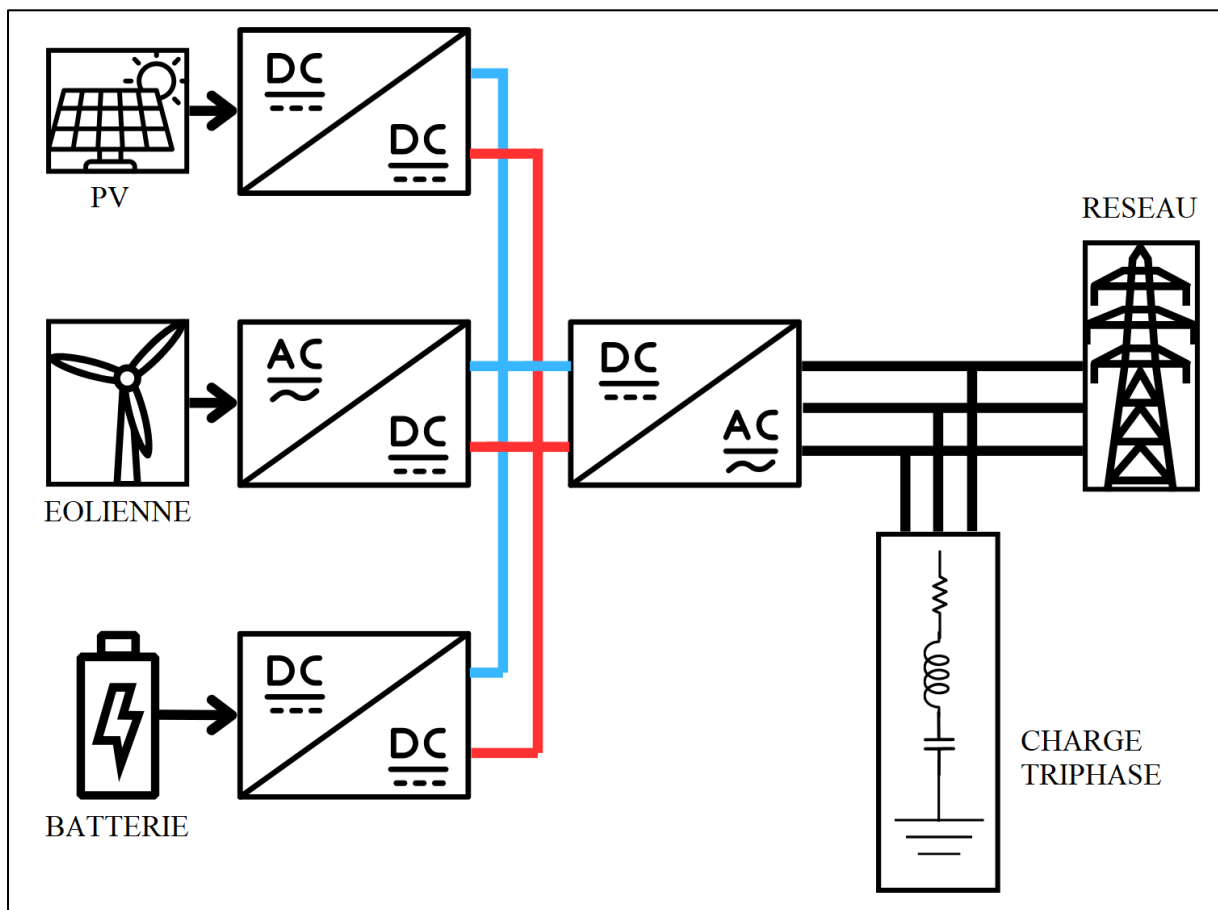 DC
DC
PV
RESEAU
AC
DC
DC
AC
EOLIENNE
DC
DC
CHARGE
TRIPHASE
BATTERIE